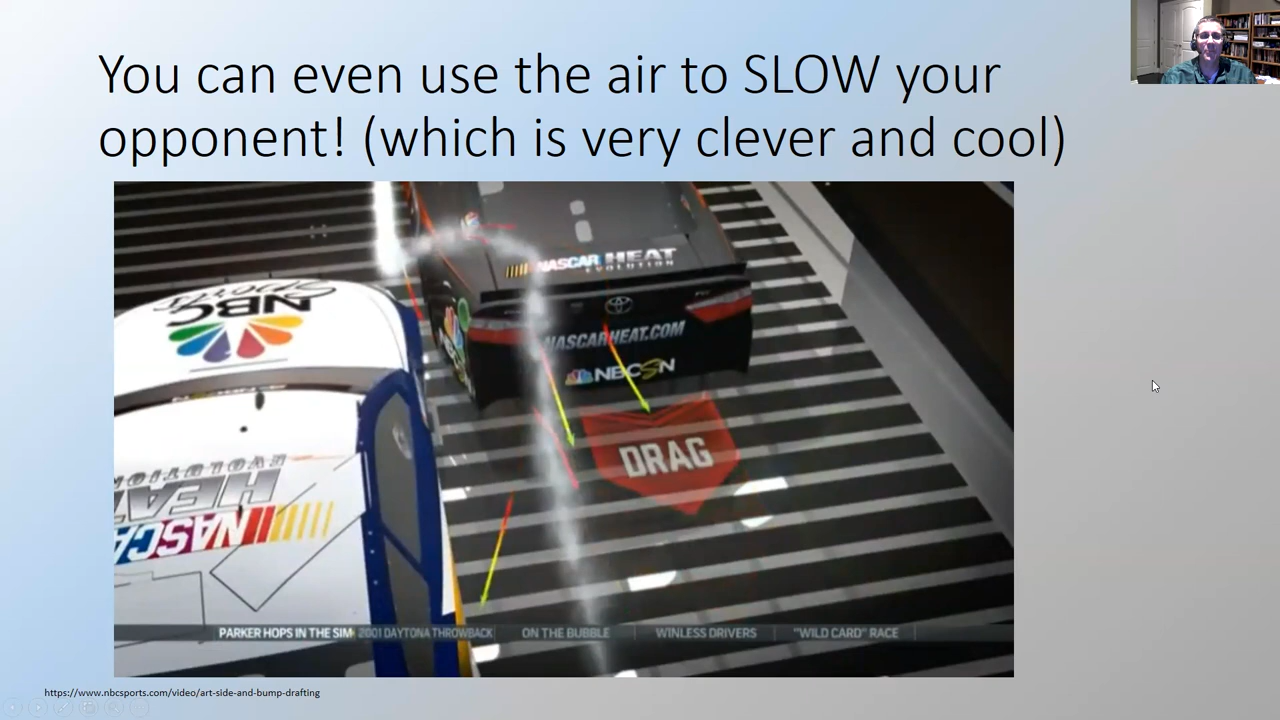 You can even use the air to SLOW your
opponent! (which is very clever and cool)
NASCAR HEAT
EVOLUTION
NBC
Sports
NASCARHEAT.COM
NBCSN
DRAG
EVOLUTION
HEAT
NASCAR
PARKER HOPS IN THE SIM 2001 DAYTONA THROWBACK ON THE BUBBLE WINLESS DRIVERS "WILD CARD" RACE
https://www.nbcsports.com/video/art-side-and-bump-drafting